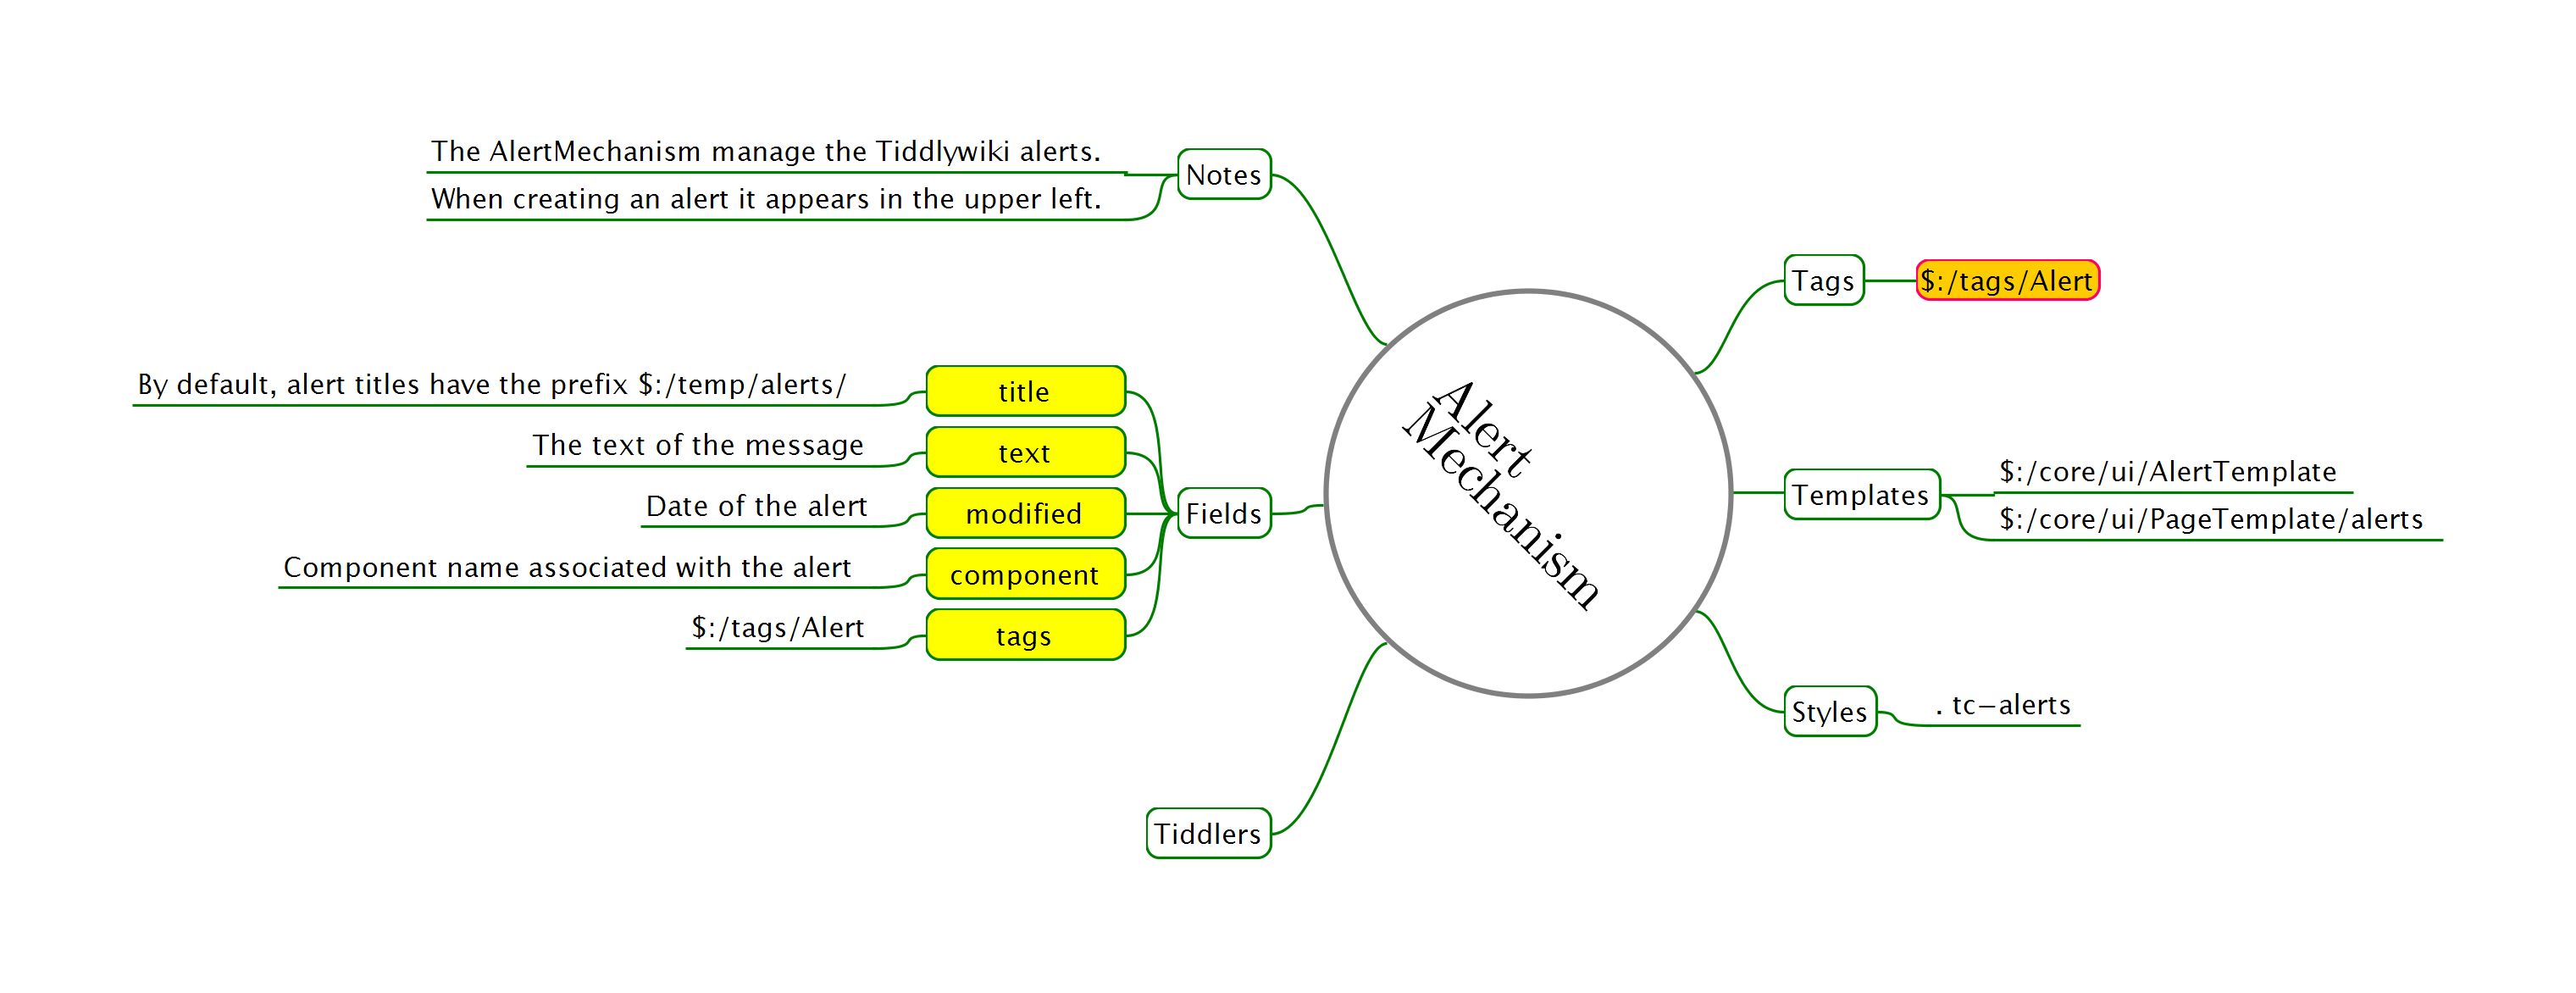 The AlertMechanism manage the Tiddlywiki alerts.
When creating an alert it appears in the upper left.
Notes
By default, alert titles have the prefix $:/temp/alerts/
title
The text of the message
text
Date of the alert
modified
Component name associated with the alert
component
$:/tags/Alert
tags
Fields
Tiddlers
Alert
Mechanism
Tags
$:/tags/Alert
Templates
$:/core/ui/AlertTemplate
$:/core/ui/PageTemplate/alerts
Styles
. tc-alerts